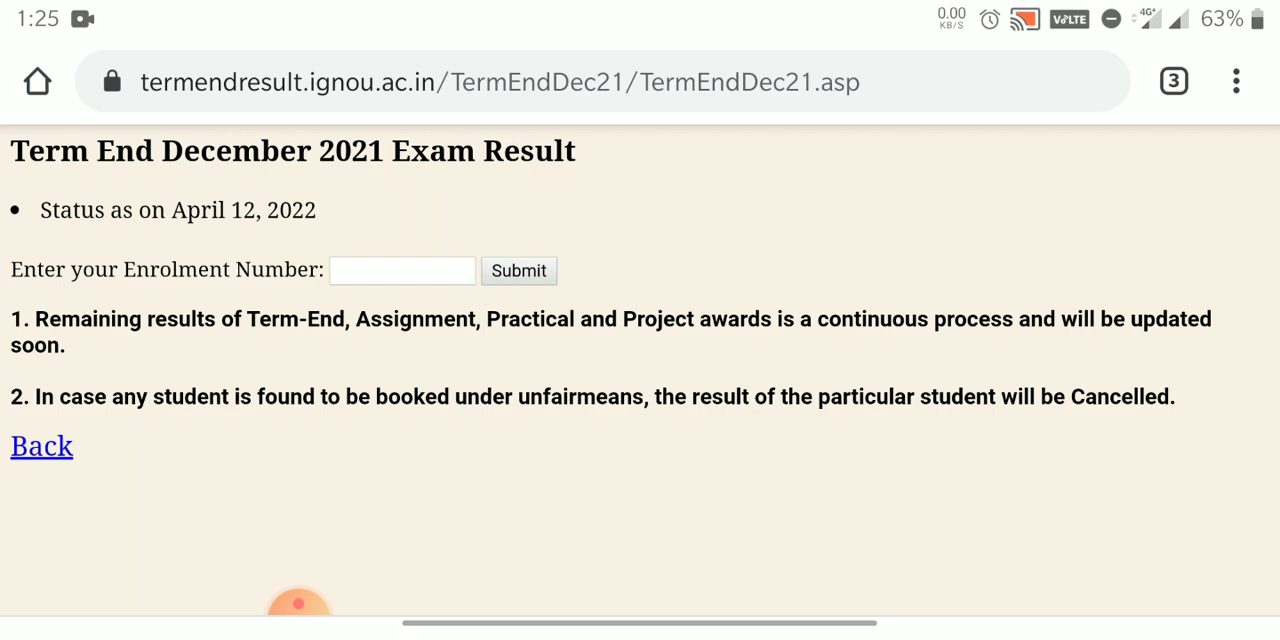 1:25
0.00
KB/S
VoLTE
4G+
63%
termendresult.ignou.ac.in/TermEndDec21/TermEndDec21.asp
3
Term End December 2021 Exam Result
• Status as on April 12, 2022
Enter your Enrolment Number:
Submit
1. Remaining results of Term-End, Assignment, Practical and Project awards is a continuous process and will be updated
soon.
2. In case any student is found to be booked under unfairmeans, the result of the particular student will be Cancelled.
Back